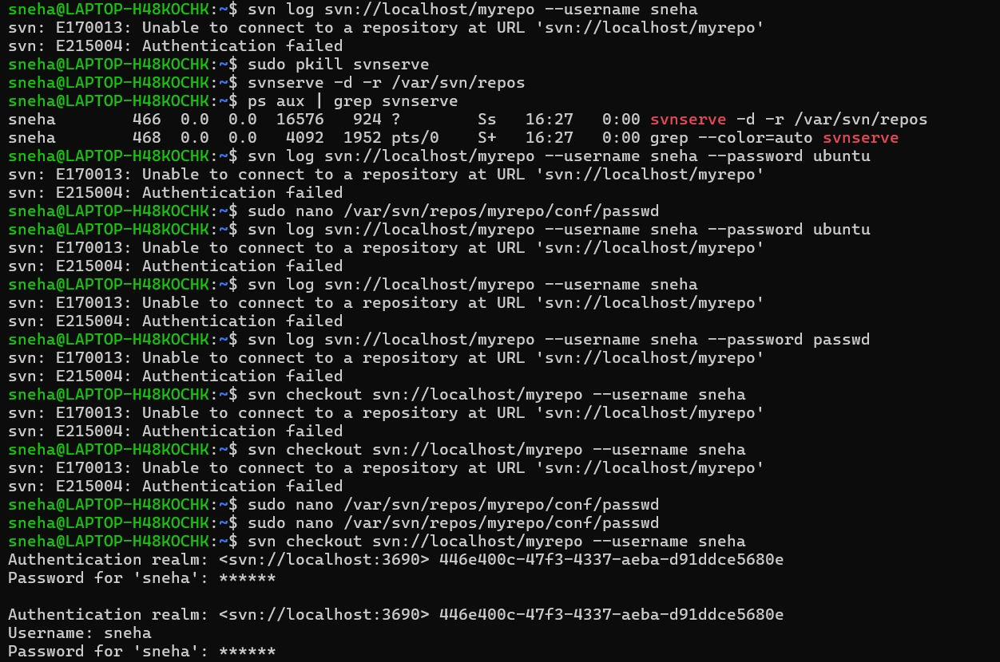 sneha@LAPTOP-H48KOCHK:~$ svn log svn://localhost/myrepo --username sneha
svn: E170013: Unable to connect to a repository at URL 'svn://localhost/myrepo'
svn: E215004: Authentication failed
sneha@LAPTOP-H48KOCHK:~$ sudo pkill svnserve
sneha@LAPTOP-H48KOCHK:~$ svnserve -d -r /var/svn/repos
sneha@LAPTOP-H48KOCHK:~$ ps aux | grep svnserve
sneha        466  0.0  0.0  16576   924 ?        Ss   16:27   0:00 svnserve -d -r /var/svn/repos
sneha        468  0.0  0.0   4092  1952 pts/0    S+   16:27   0:00 grep --color=auto svnserve
sneha@LAPTOP-H48KOCHK:~$ svn log svn://localhost/myrepo --username sneha --password ubuntu
svn: E170013: Unable to connect to a repository at URL 'svn://localhost/myrepo'
svn: E215004: Authentication failed
sneha@LAPTOP-H48KOCHK:~$ sudo nano /var/svn/repos/myrepo/conf/passwd
sneha@LAPTOP-H48KOCHK:~$ svn log svn://localhost/myrepo --username sneha --password ubuntu
svn: E170013: Unable to connect to a repository at URL 'svn://localhost/myrepo'
svn: E215004: Authentication failed
sneha@LAPTOP-H48KOCHK:~$ svn log svn://localhost/myrepo --username sneha
svn: E170013: Unable to connect to a repository at URL 'svn://localhost/myrepo'
svn: E215004: Authentication failed
sneha@LAPTOP-H48KOCHK:~$ svn log svn://localhost/myrepo --username sneha --password passwd
svn: E170013: Unable to connect to a repository at URL 'svn://localhost/myrepo'
svn: E215004: Authentication failed
sneha@LAPTOP-H48KOCHK:~$ svn checkout svn://localhost/myrepo --username sneha
svn: E170013: Unable to connect to a repository at URL 'svn://localhost/myrepo'
svn: E215004: Authentication failed
sneha@LAPTOP-H48KOCHK:~$ svn checkout svn://localhost/myrepo --username sneha
svn: E170013: Unable to connect to a repository at URL 'svn://localhost/myrepo'
svn: E215004: Authentication failed
sneha@LAPTOP-H48KOCHK:~$ sudo nano /var/svn/repos/myrepo/conf/passwd
sneha@LAPTOP-H48KOCHK:~$ sudo nano /var/svn/repos/myrepo/conf/passwd
sneha@LAPTOP-H48KOCHK:~$ svn checkout svn://localhost/myrepo --username sneha
Authentication realm: <svn://localhost:3690> 446e400c-47f3-4337-aeba-d91ddce5680e
Password for 'sneha': ******

Authentication realm: <svn://localhost:3690> 446e400c-47f3-4337-aeba-d91ddce5680e
Username: sneha
Password for 'sneha': ******